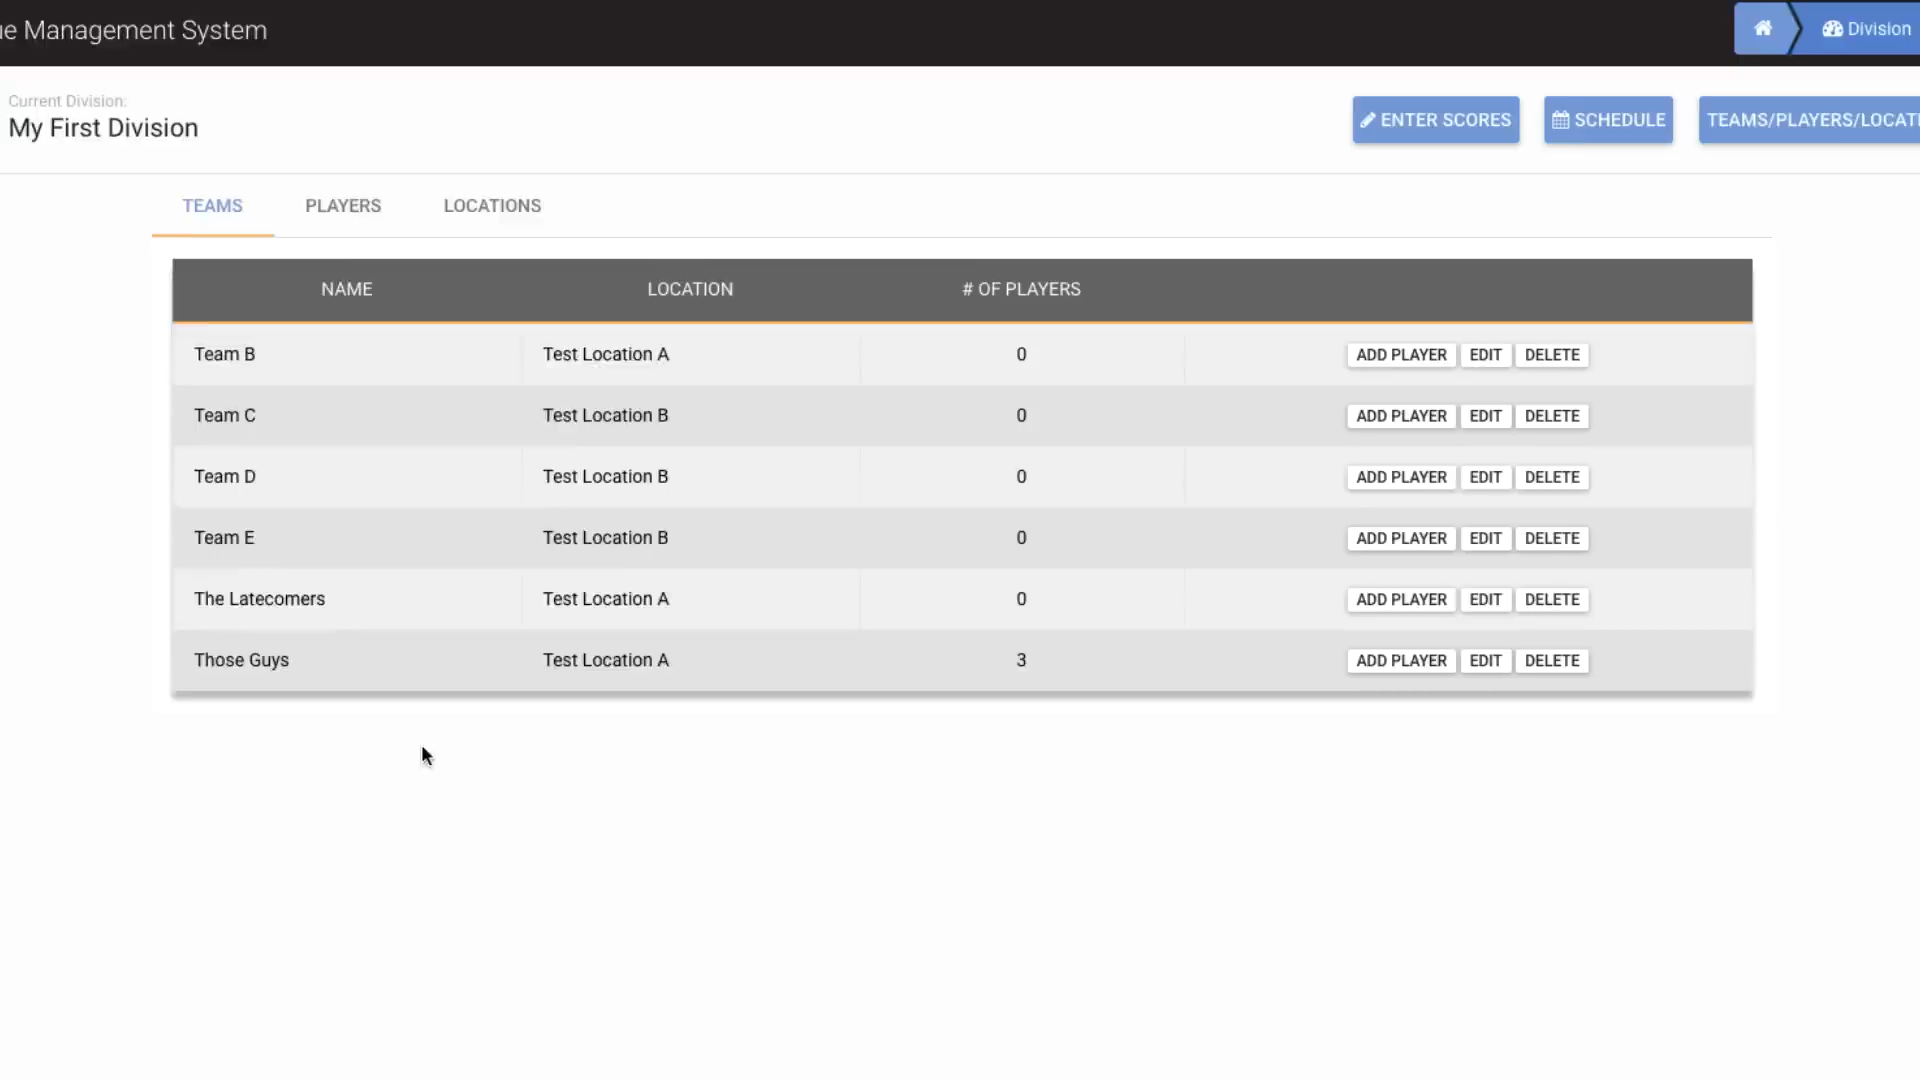 ue Management System
Division
Current Division:
My First Division
ENTER SCORES
SCHEDULE
TEAMS/PLAYERS/LOCATI
TEAMS PLAYERS LOCATIONS
NAME LOCATION # OF PLAYERS
Team B Test Location A 0 ADD PLAYER EDIT DELETE
Team C Test Location B 0 ADD PLAYER EDIT DELETE
Team D Test Location B 0 ADD PLAYER EDIT DELETE
Team E Test Location B 0 ADD PLAYER EDIT DELETE
The Latecomers Test Location A 0 ADD PLAYER EDIT DELETE
Those Guys Test Location A 3 ADD PLAYER EDIT DELETE